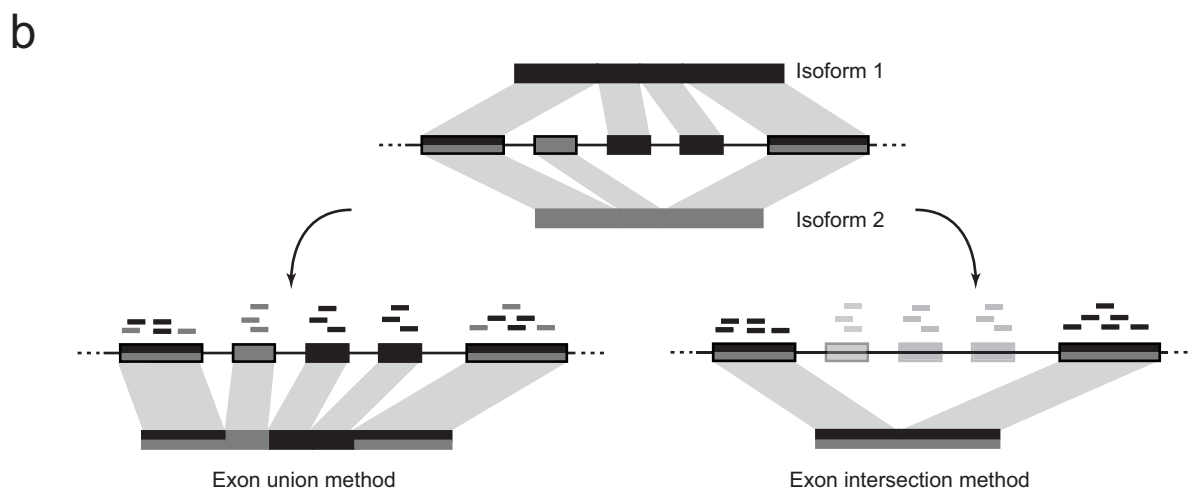 b
Isoform 1
Isoform 2
Exon union method
Exon intersection method